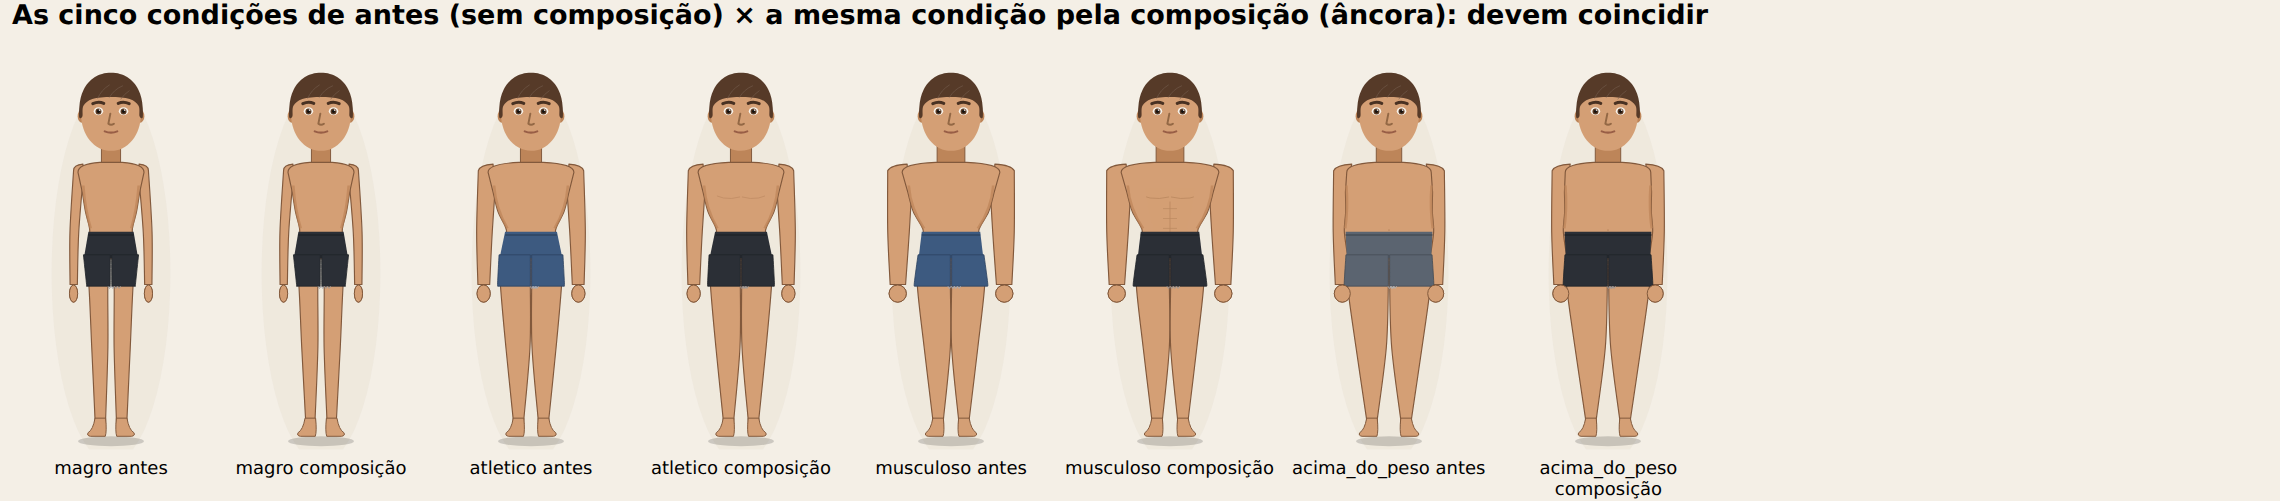 As cinco condições de antes (sem composição) × a mesma condição pela composição (âncora): devem coincidir
magro antes
magro composição
atletico antes
atletico composição
musculoso antes
musculoso composição
acima_do_peso antes
acima_do_peso
composição